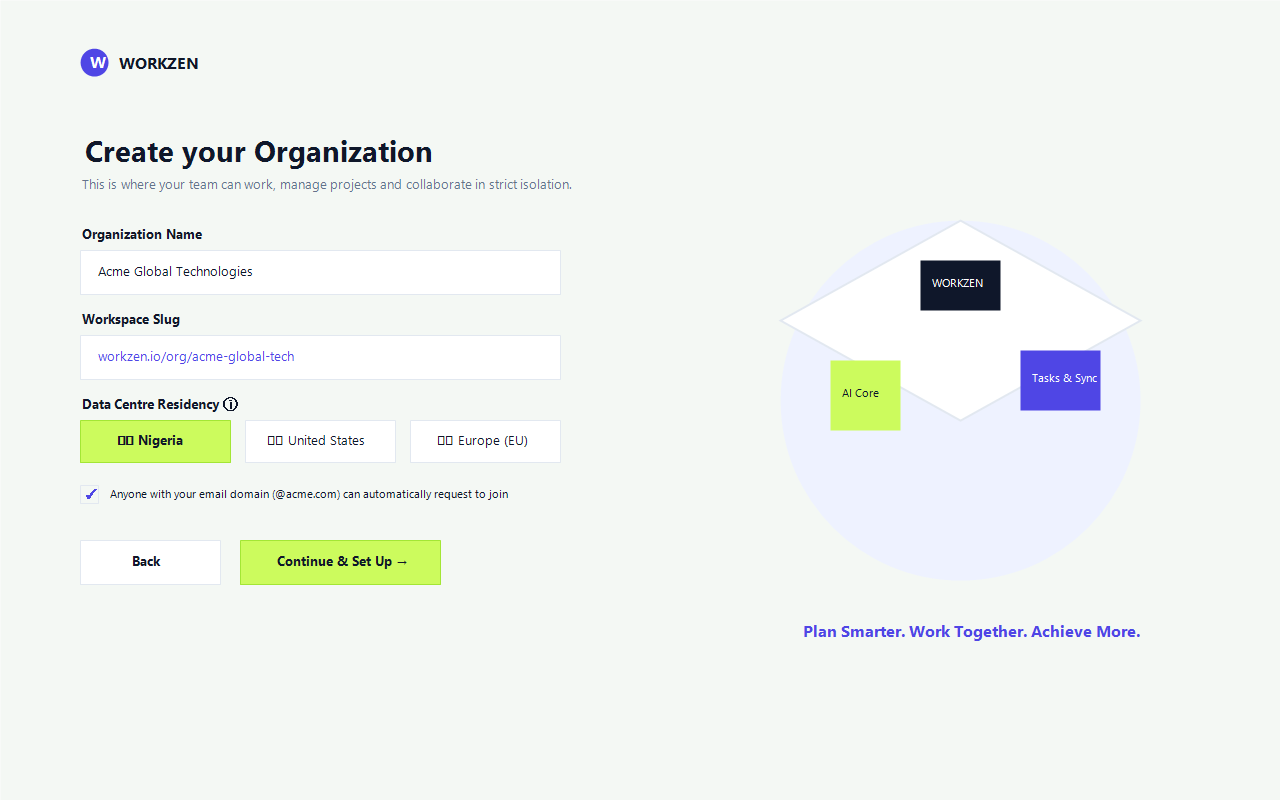 W WORKZEN
Create your Organization
This is where your team can work, manage projects and collaborate in strict isolation.
Organization Name
Acme Global Technologies
Workspace Slug
workzen.io/org/acme-global-tech
Data Centre Residency ⓘ
Nigeria
United States
Europe (EU)
✓ Anyone with your email domain (@acme.com) can automatically request to join
Back
Continue & Set Up →
WORKZEN
AI Core
Tasks & Sync
Plan Smarter. Work Together. Achieve More.